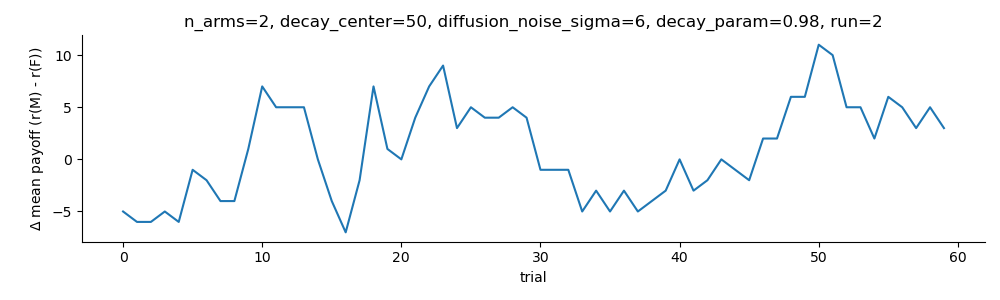 n_arms=2, decay_center=50, diffusion_noise_sigma=6, decay_param=0.98, run=2
Δ mean payoff (r(M) - r(F))
10
5
0
−5
0 10 20 30 40 50 60
trial